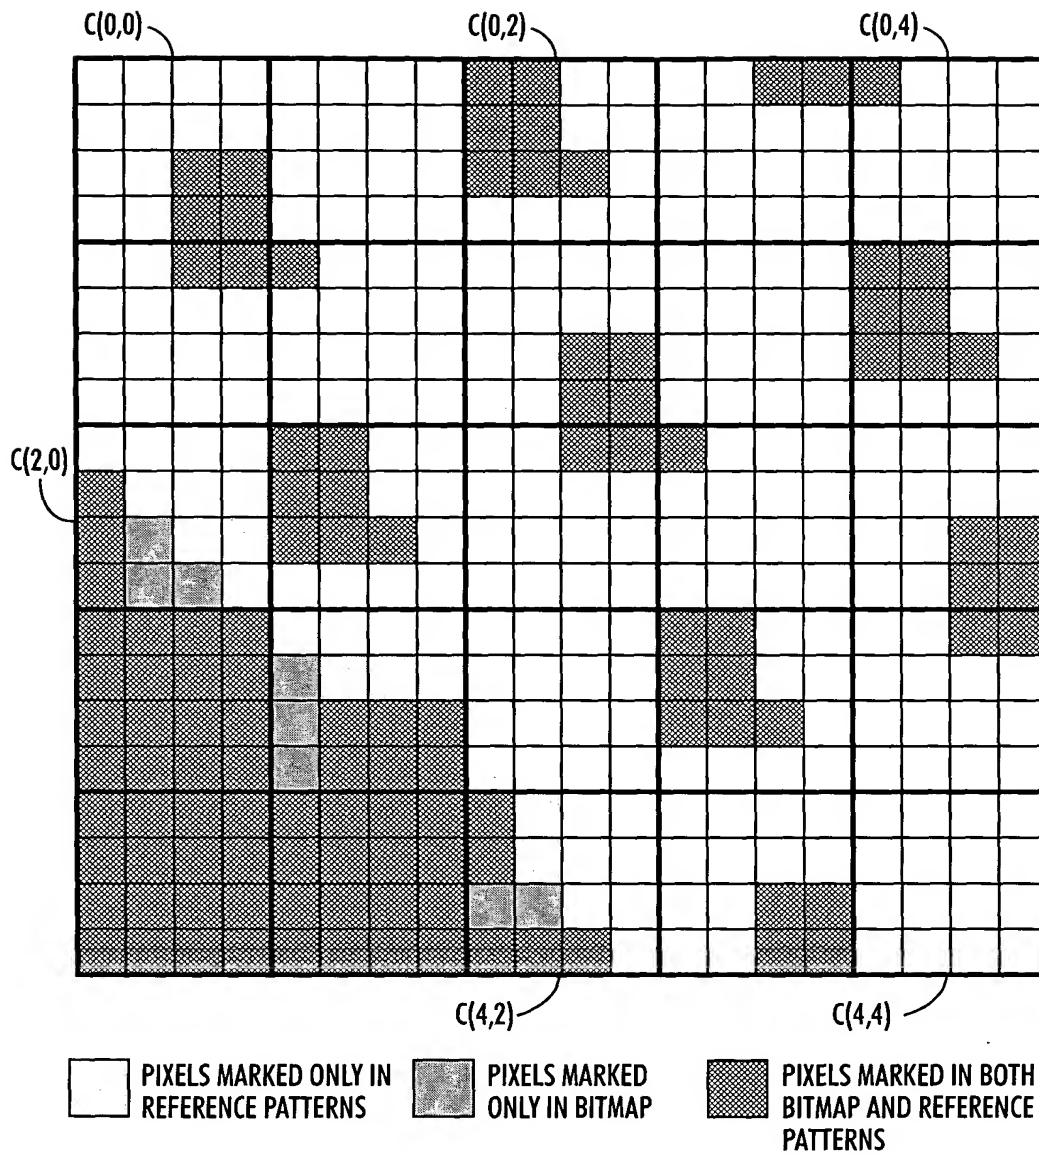 C(0,0)
C(0,2)
C(0,4)
C(2,0)
C(4,2)
C(4,4)
PIXELS MARKED ONLY IN
REFERENCE PATTERNS
PIXELS MARKED
ONLY IN BITMAP
PIXELS MARKED IN BOTH
BITMAP AND REFERENCE
PATTERNS